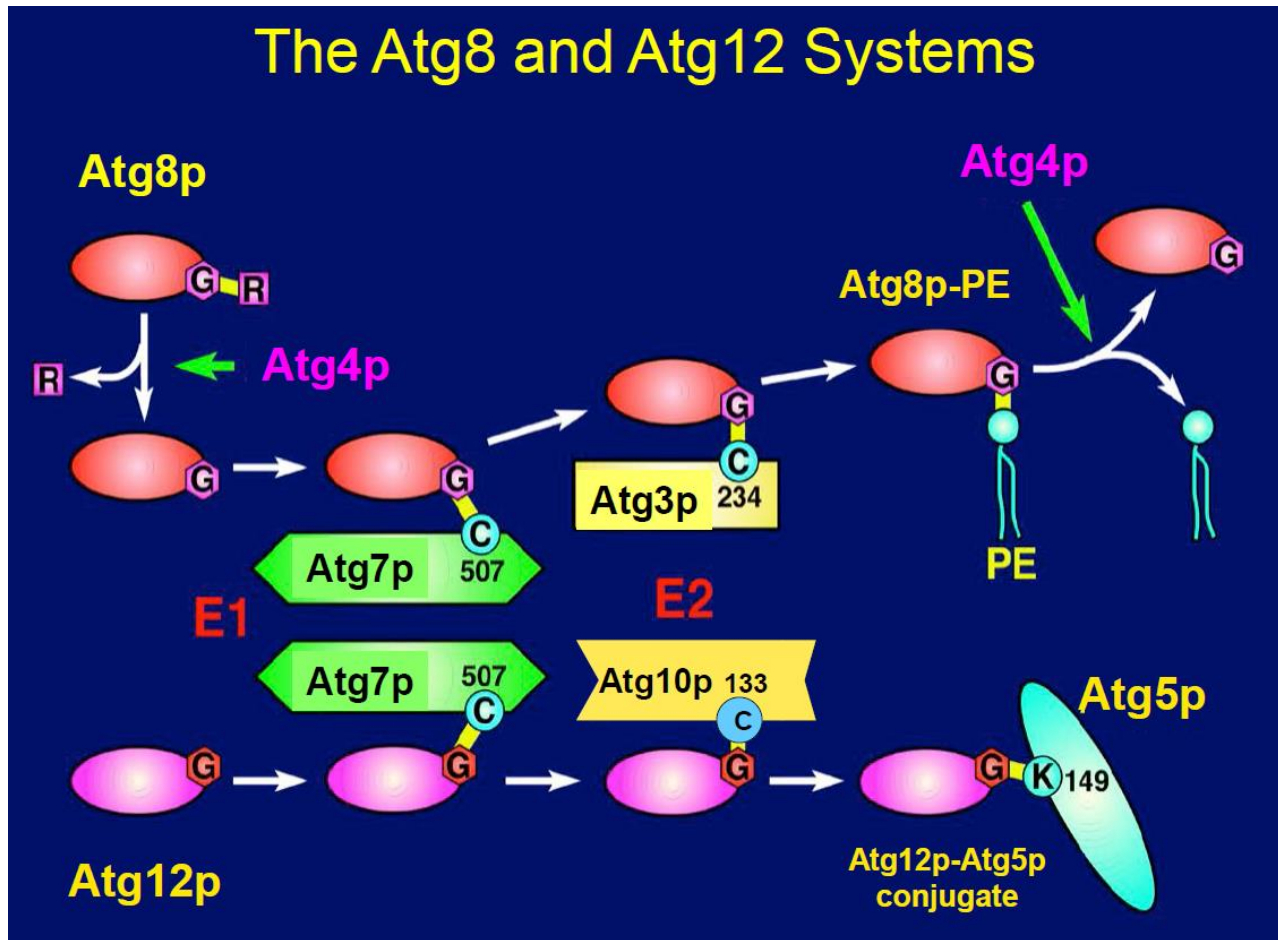 The Atg8 and Atg12 Systems
Atg8p
Atg4p
G
R
G
Atg8p-PE
R
Atg4p
G
G
G
G
C
C
Atg3p
234
Atg7p
507
PE
E1
E2
Atg7p
507
Atg10p
133
Atg5p
C
C
G
G
G
G
K
149
Atg12p
Atg12p-Atg5p
conjugate